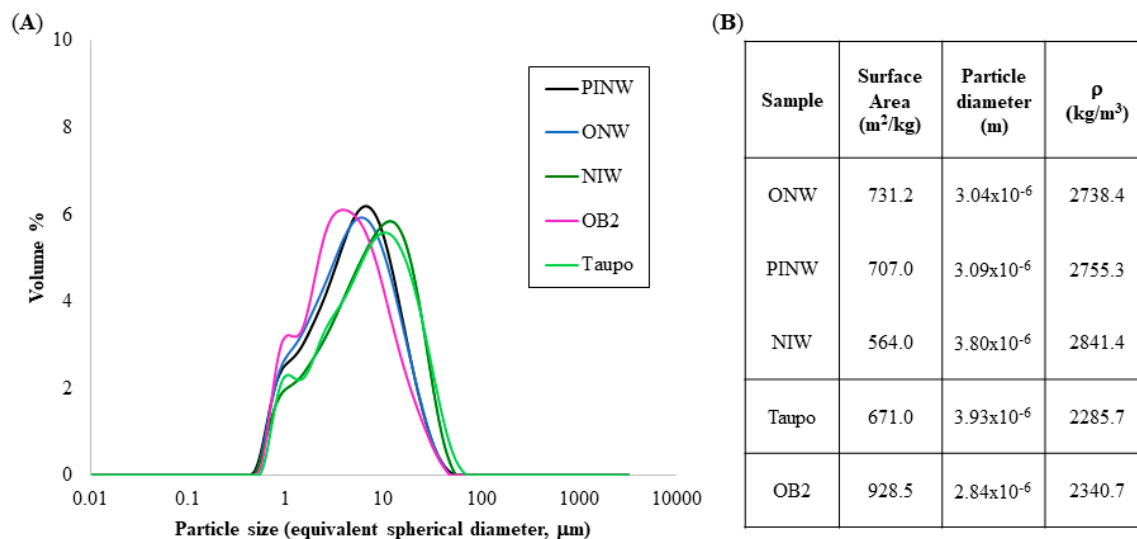 (A)
10
8
6
4
2
0
Volume %
0.01 0.1 1 10 100 1000 10000
Particle size (equivalent spherical diameter, μm)
PINW
ONW
NIW
OB2
Taupo
(B)
Sample Surface Area (m²/kg) Particle diameter (m) ρ (kg/m³)
ONW 731.2 3.04x10⁻⁶ 2738.4
PINW 707.0 3.09x10⁻⁶ 2755.3
NIW 564.0 3.80x10⁻⁶ 2841.4
Taupo 671.0 3.93x10⁻⁶ 2285.7
OB2 928.5 2.84x10⁻⁶ 2340.7